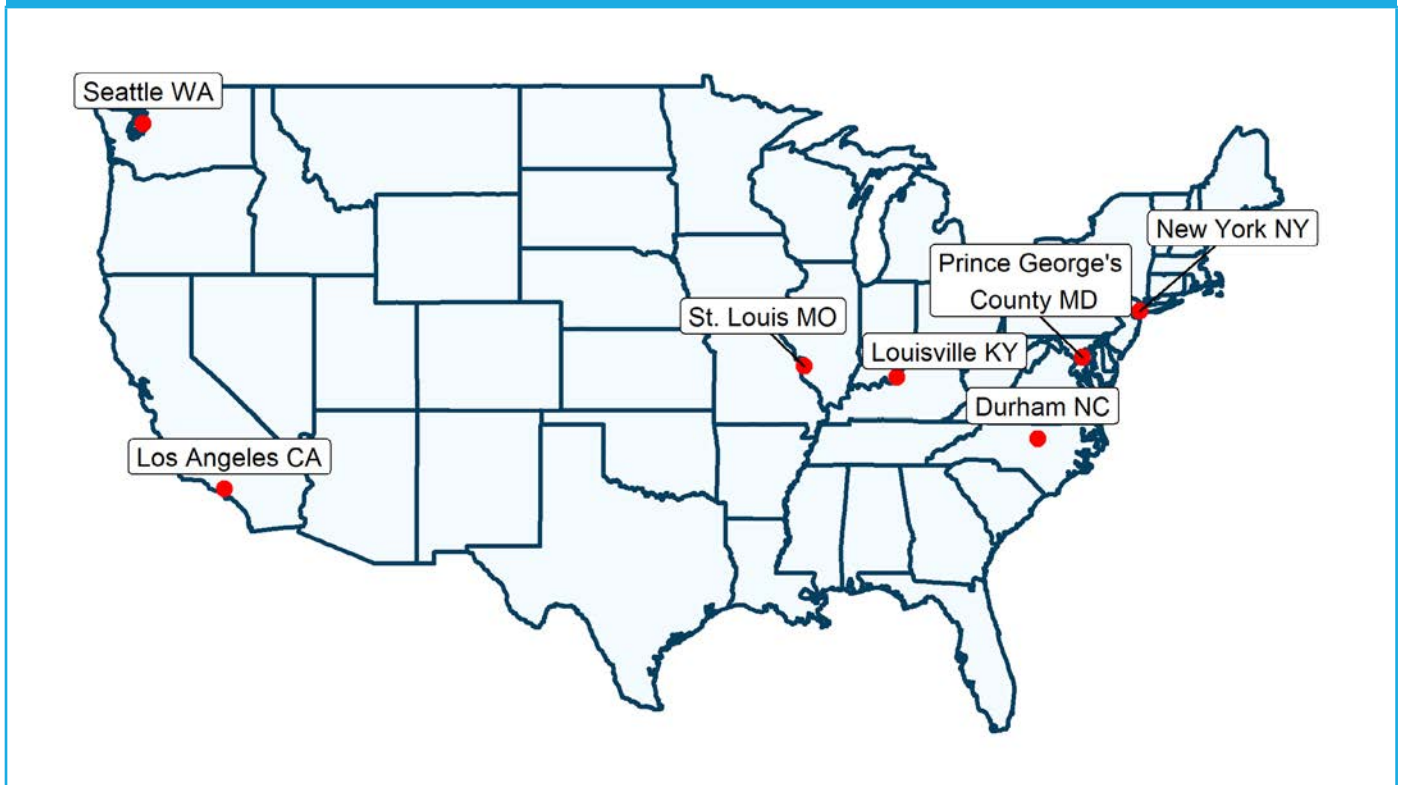 Seattle WA
New York NY
Prince George's
County MD
St. Louis MO
Louisville KY
Durham NC
Los Angeles CA